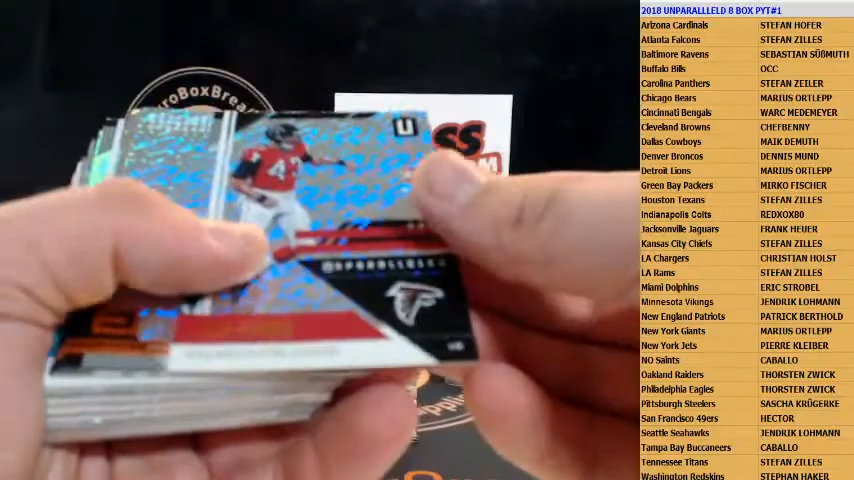 2018 UNPARALLLELD 8 BOX PYT#1
Arizona Cardinals STEFAN HOFER
Atlanta Falcons STEFAN ZILLES
Baltimore Ravens SEBASTIAN SÜßMUTH
Buffalo Bills OCC
Carolina Panthers STEFAN ZEILER
Chicago Bears MARIUS ORTLEPP
Cincinnati Bengals WARC MEDEMEYER
Cleveland Browns CHEFBENNY
Dallas Cowboys MAIK DEMUTH
Denver Broncos DENNIS MUND
Detroit Lions MARIUS ORTLEPP
Green Bay Packers MIRKO FISCHER
Houston Texans STEFAN ZILLES
Indianapolis Colts REDXOX80
Jacksonville Jaguars FRANK HEUER
Kansas City Chiefs STEFAN ZILLES
LA Chargers CHRISTIAN HOLST
LA Rams STEFAN ZILLES
Miami Dolphins ERIC STROBEL
Minnesota Vikings JENDRIK LOHMANN
New England Patriots PATRICK BERTHOLD
New York Giants MARIUS ORTLEPP
New York Jets PIERRE KLEIBER
NO Saints CABALLO
Oakland Raiders THORSTEN ZWICK
Philadelphia Eagles THORSTEN ZWICK
Pittsburgh Steelers SASCHA KRÜGERKE
San Francisco 49ers HECTOR
Seattle Seahawks JENDRIK LOHMANN
Tampa Bay Buccaneers CABALLO
Tennessee Titans STEFAN ZILLES
Washington Redskins STEPHAN HAKER
roBoxBrea
U
SS
43
UNPARALLELED